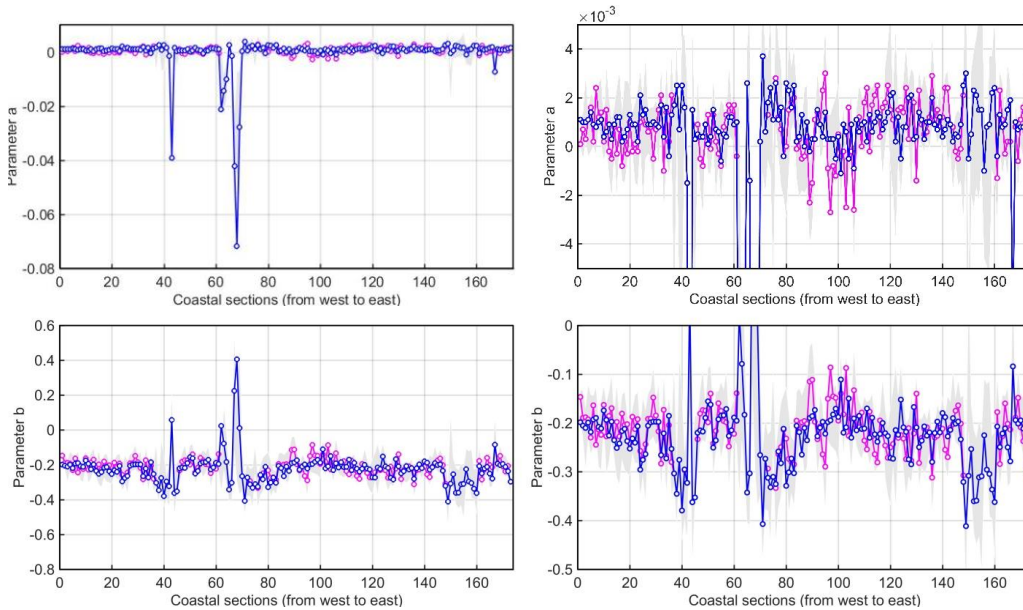 0
-0.02
-0.04
-0.06
-0.08
Parameter a
0 20 40 60 80 100 120 140 160
Coastal sections (from west to east)
×10⁻³
4
2
0
-2
-4
Parameter a
0 20 40 60 80 100 120 140 160
Coastal sections (from west to east)
0.6
0.4
0.2
0
-0.2
-0.4
-0.6
-0.8
Parameter b
0 20 40 60 80 100 120 140 160
Coastal sections (from west to east)
0
-0.1
-0.2
-0.3
-0.4
-0.5
Parameter b
0 20 40 60 80 100 120 140 160
Coastal sections (from west to east)